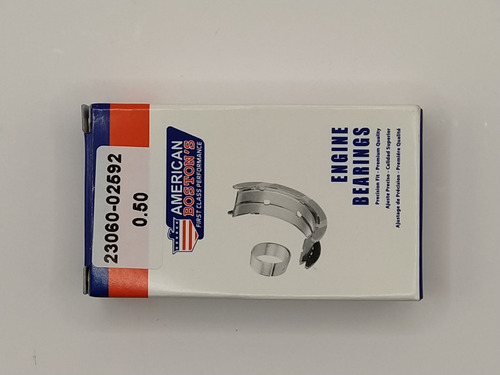 23060-02692
0.50
AMERICAN
BOSTON'S
FIRST CLASS PERFORMANCE
ENGINE
BEARINGS
Precision Fit - Premium Quality
Ajuste Preciso - Calidad Superior
Ajustage de Précision - Première Qualité